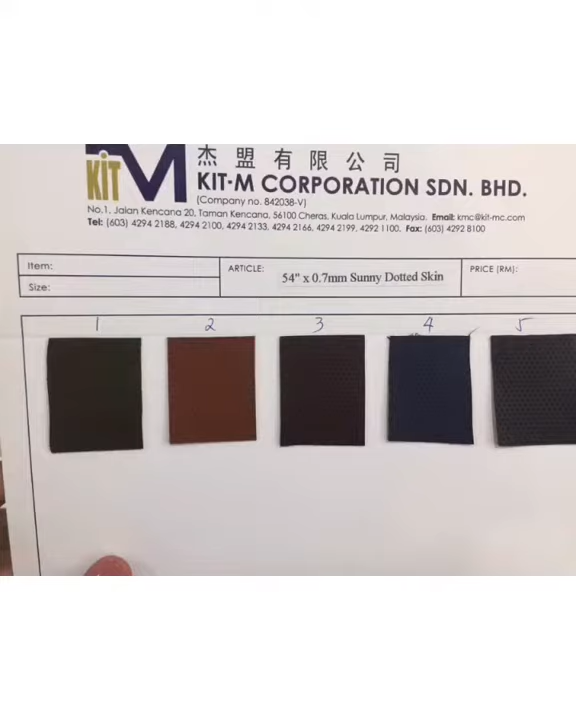 KIT M
杰盟有限公司
KIT-M CORPORATION SDN. BHD.
(Company no. 842038-V)
No.1, Jalan Kencana 20, Taman Kencana, 56100 Cheras, Kuala Lumpur, Malaysia. Email: kmc@kit-mc.com
Tel: (603) 4294 2188, 4294 2100, 4294 2133, 4294 2166, 4294 2199, 4292 1100. Fax: (603) 4292 8100
Item:
Size:
ARTICLE: 54" x 0.7mm Sunny Dotted Skin
PRICE (RM):
1 2 3 4 5